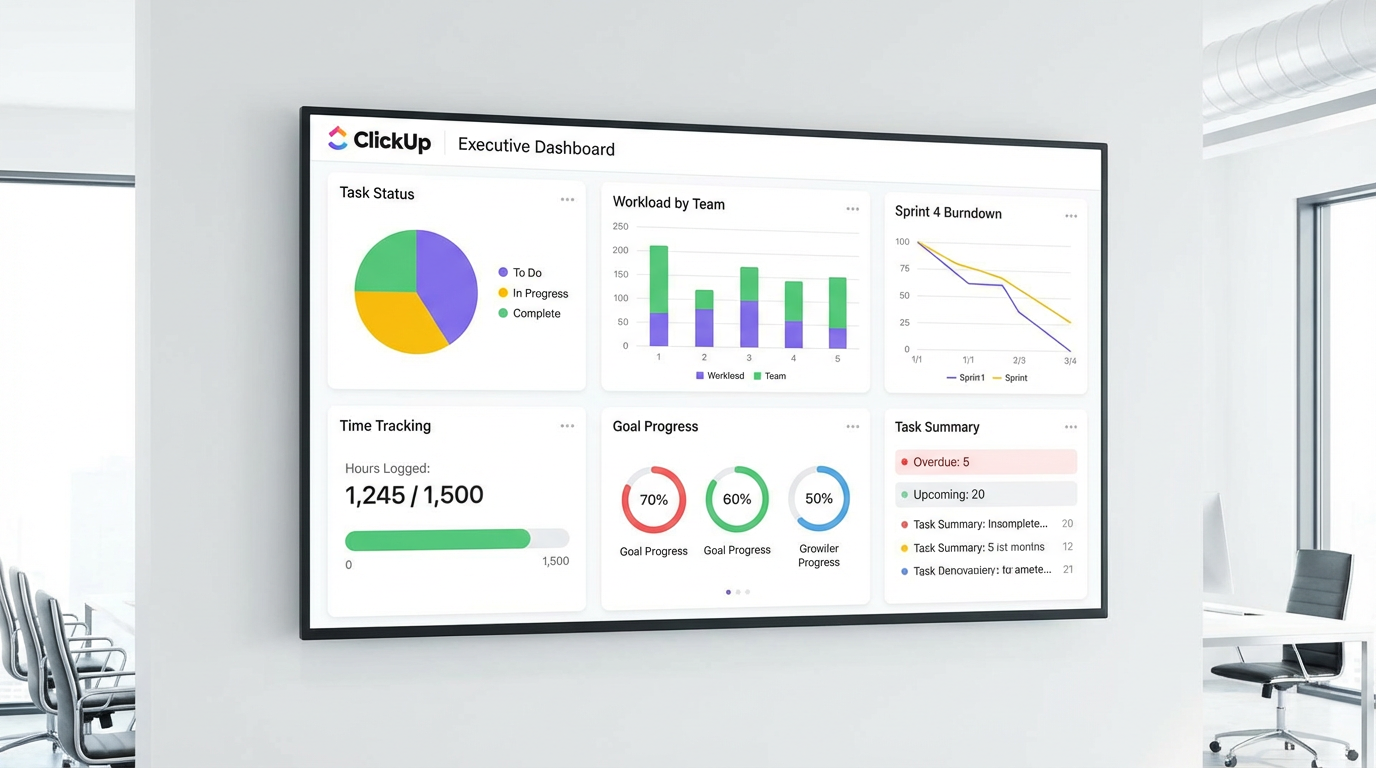 ClickUp
Executive Dashboard
Task Status
To Do
In Progress
Complete
Workload by Team
250
200
150
100
50
0
1 2 3 4 5
Worklesd Team
Sprint 4 Burndown
100
75
50
25
0
1/1 1/1 2/3 3/4
Sprint1 Sprint
Time Tracking
Hours Logged:
1,245 / 1,500
0 1,500
Goal Progress
70% 60% 50%
Goal Progress
Goal Progress
Growiler
Progress
Task Summary
Overdue: 5
Upcoming: 20
Task Summary: Insomplete... 20
Task Summary: 5 ist montns 12
Task 21